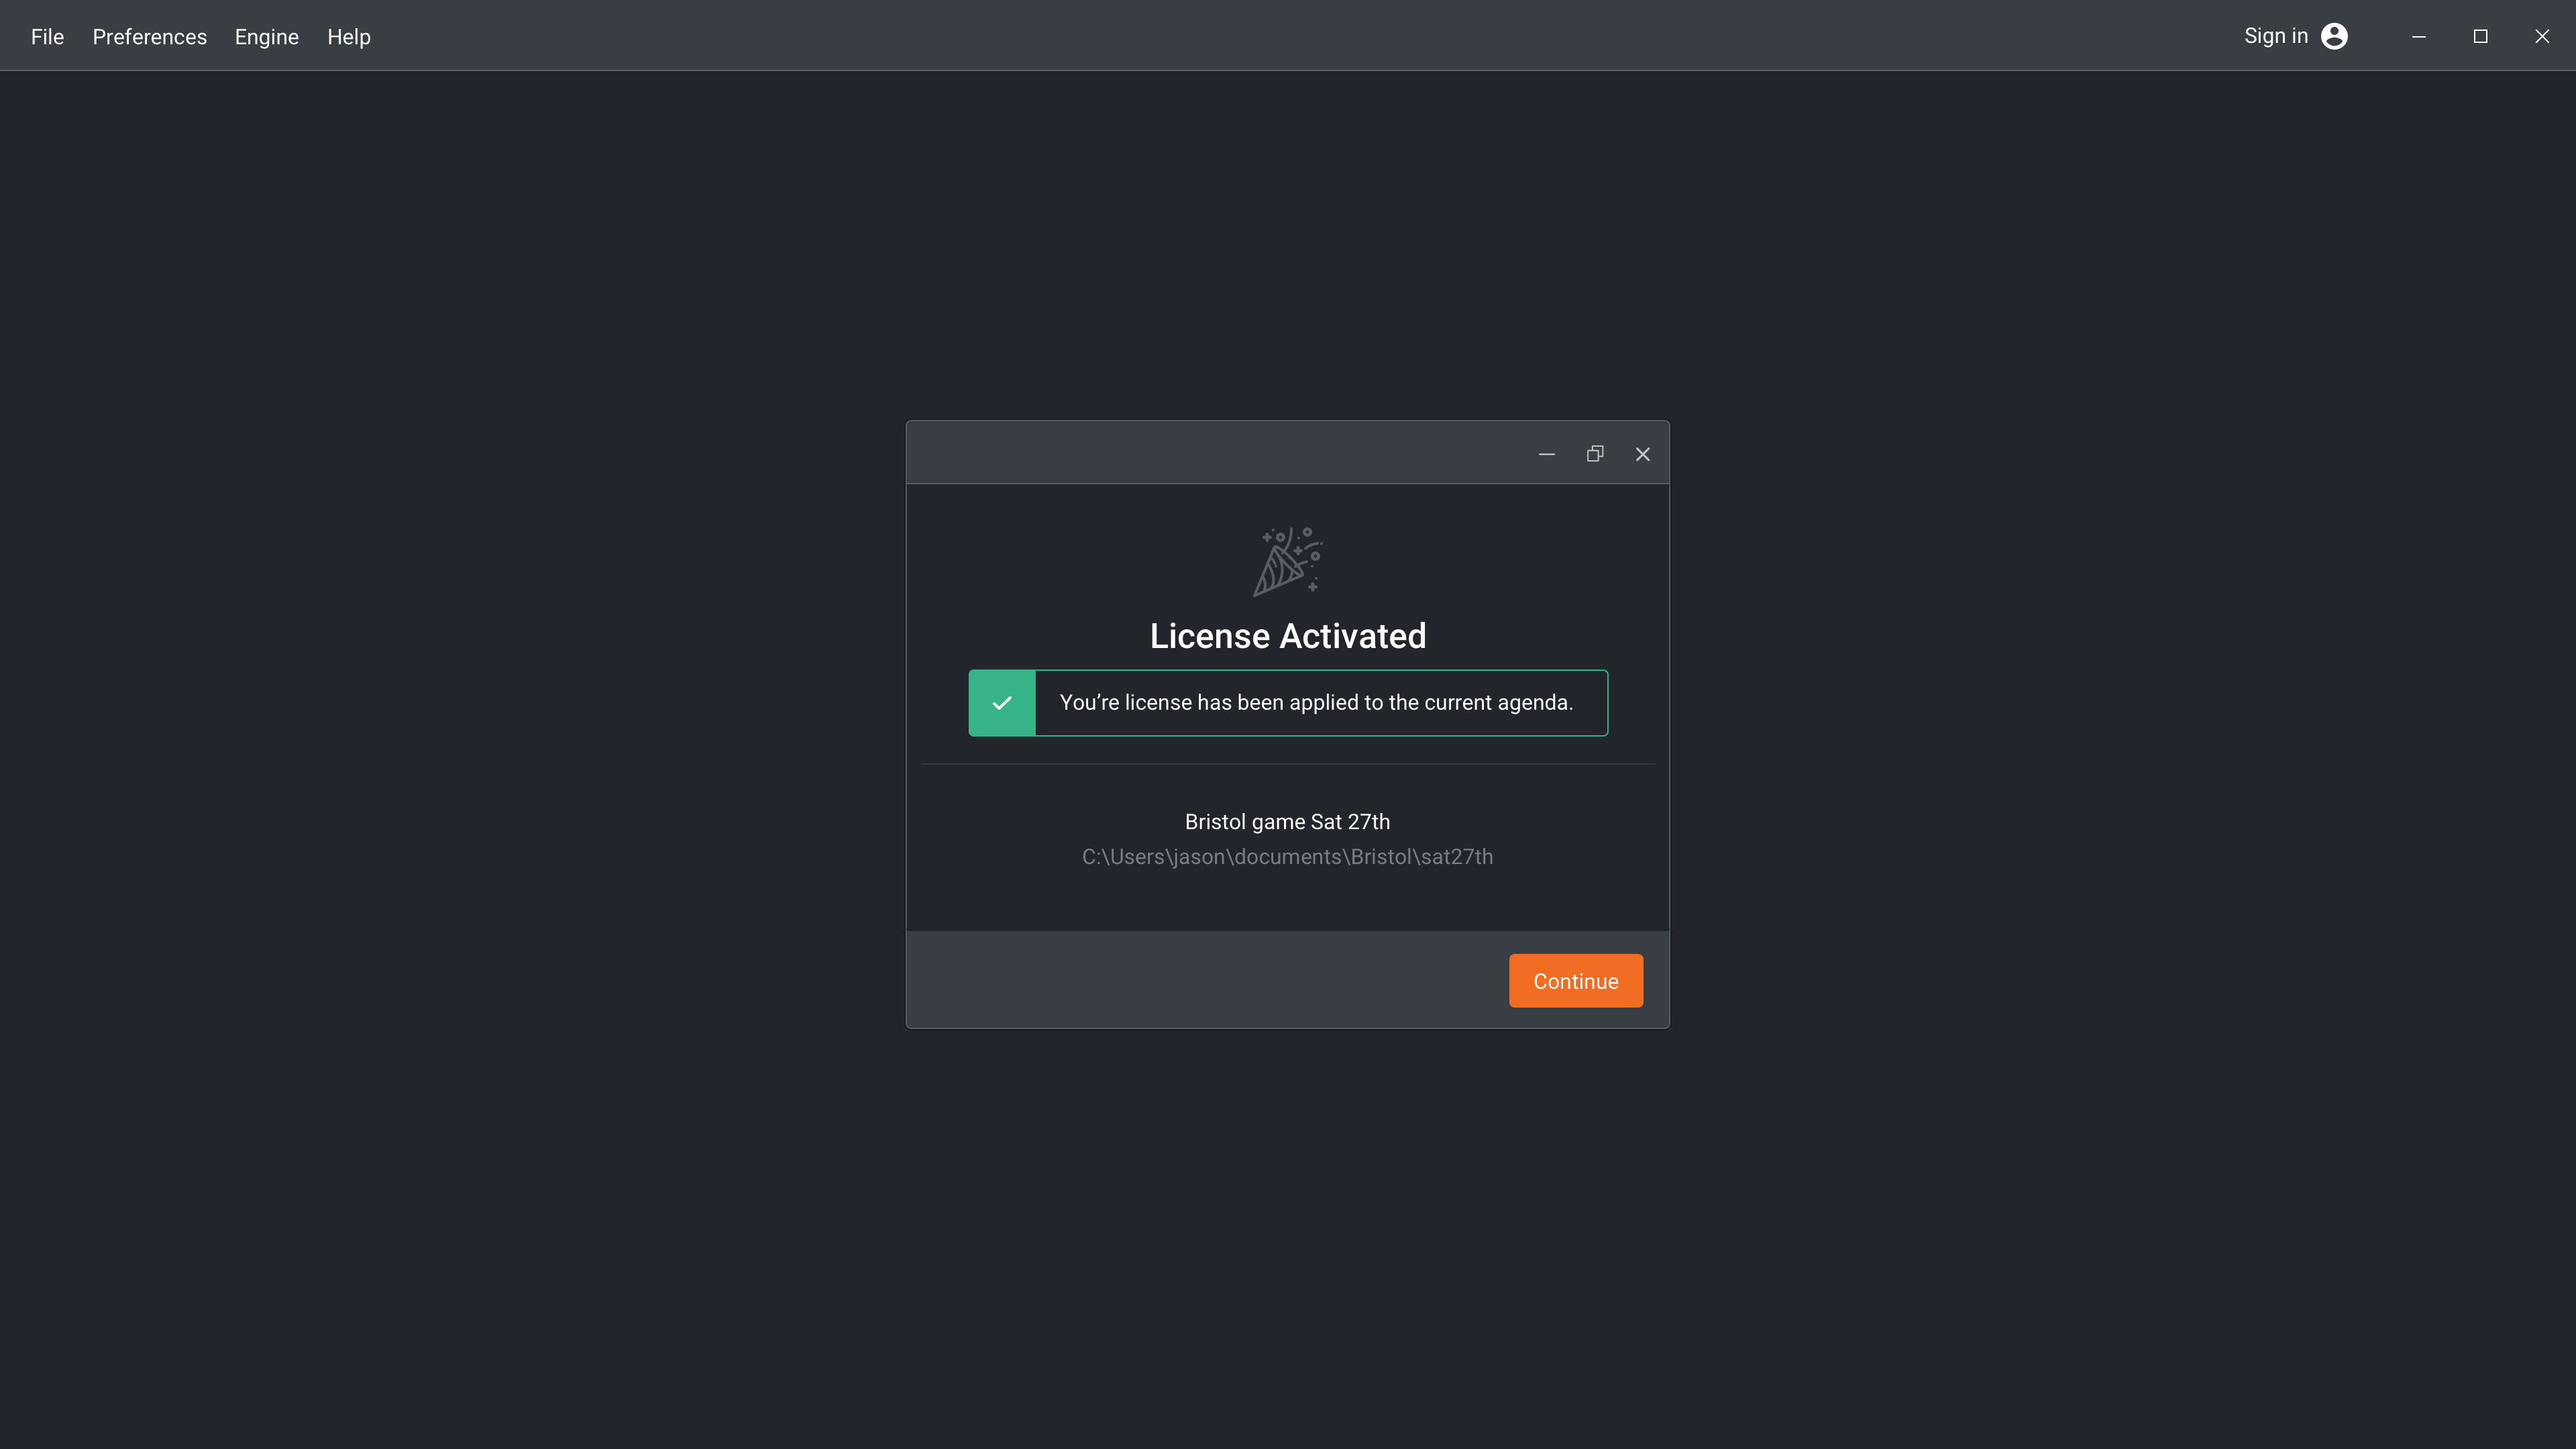 File Preferences Engine Help Sign in
License Activated
You’re license has been applied to the current agenda.
Bristol game Sat 27th
C:\Users\jason\documents\Bristol\sat27th
Continue